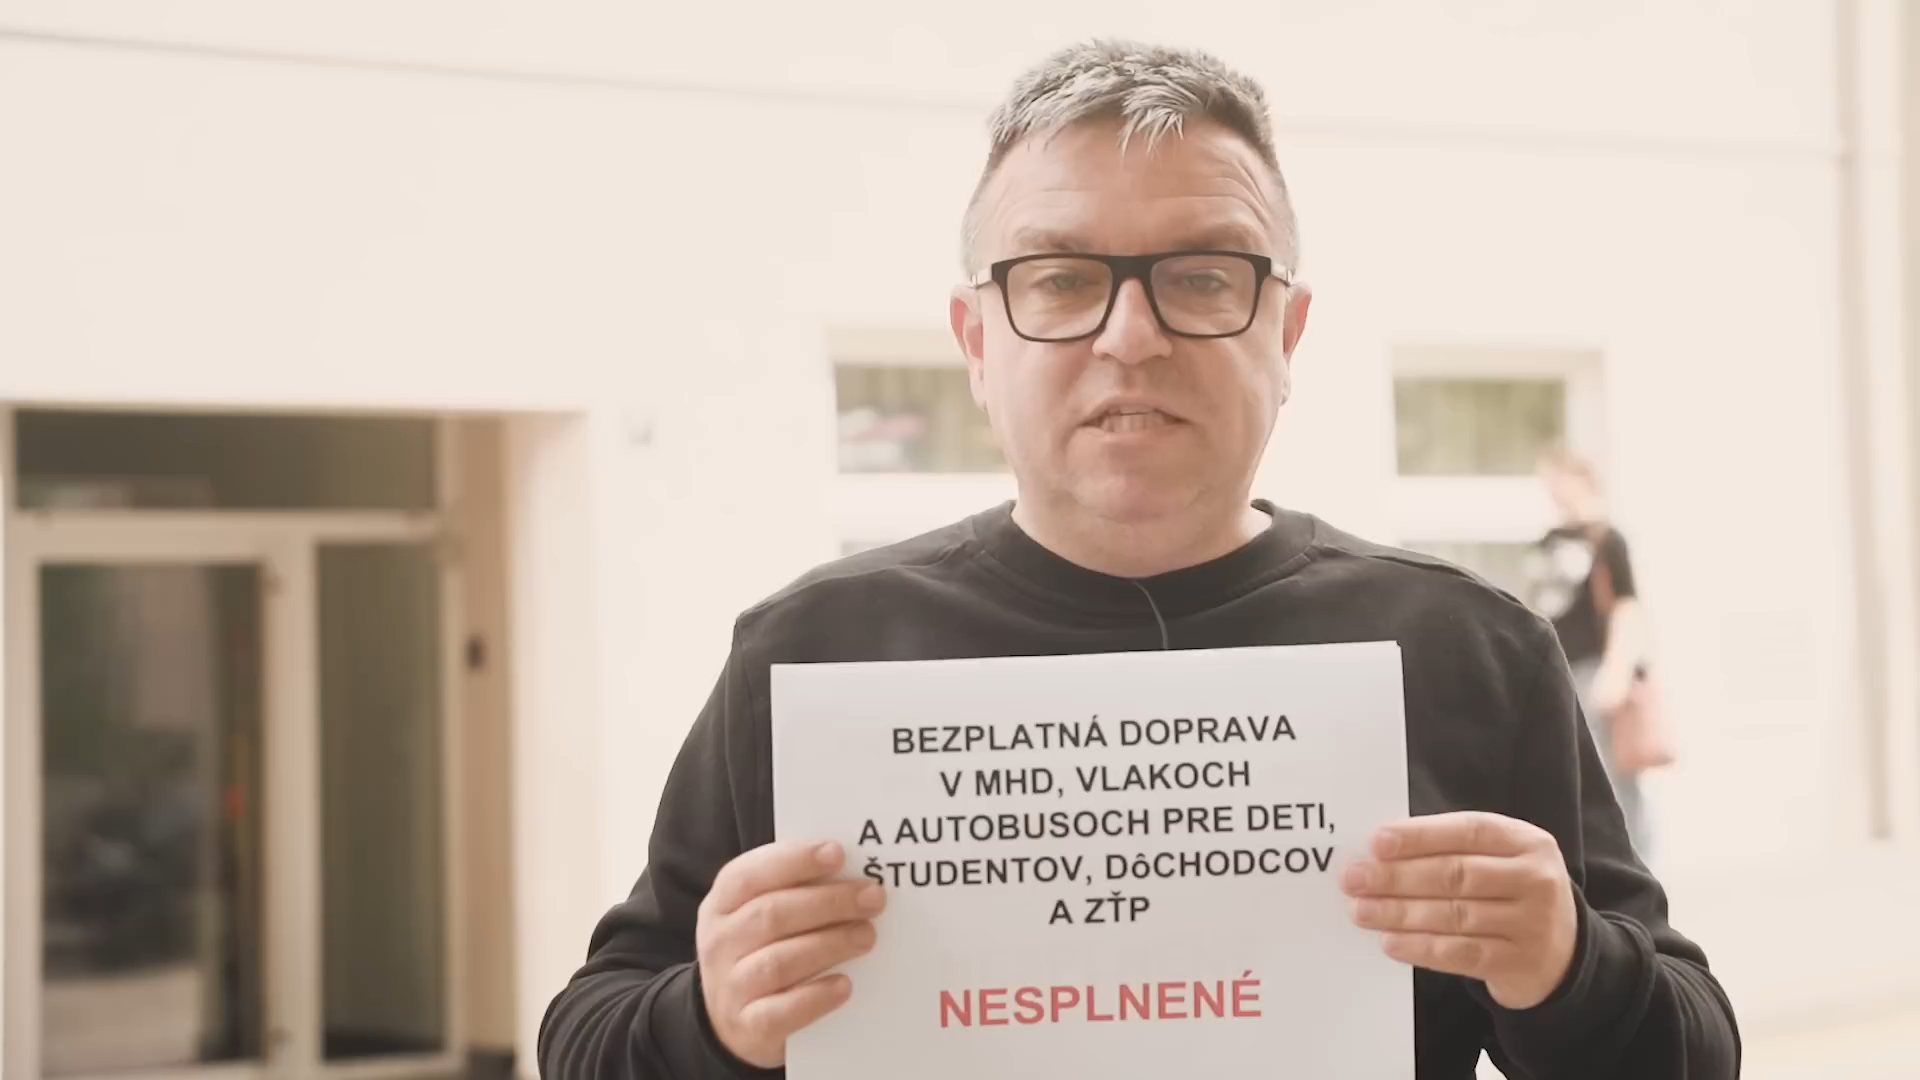 BEZPLATNÁ DOPRAVA
V MHD, VLAKOCH
A AUTOBUSOCH PRE DETI,
ŠTUDENTOV, DôCHODCOV
A ZŤP
NESPLNENÉ